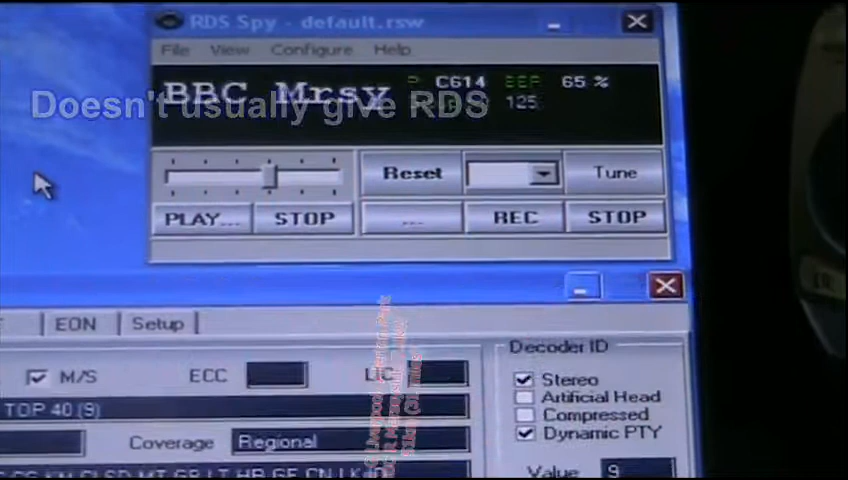 RDS Spy - default.rsw
File View Configure Help
BBC Mrsy C614 BER 65 %
125
Doesn't usually give RDS
Reset Tune
PLAY... STOP ... REC STOP
EON Setup
Decoder ID
M/S ECC LIC
Stereo
TOP 40 (9)
Artificial Head
Compressed
Coverage Regional
Dynamic PTY
Value 9